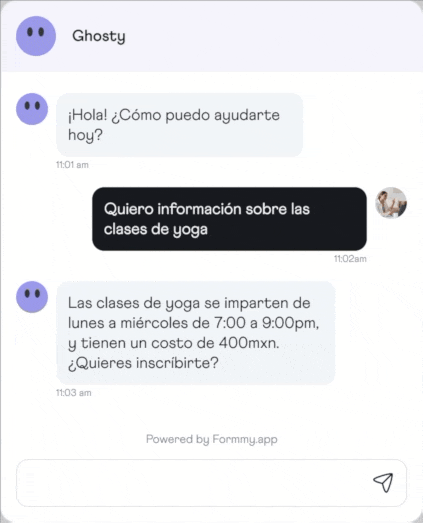 Ghosty
¡Hola! ¿Cómo puedo ayudarte
hoy?
11:01 am
Quiero información sobre las
clases de yoga
11:02am
Las clases de yoga se imparten de
lunes a miércoles de 7:00 a 9:00pm,
y tienen un costo de 400mxn.
¿Quieres inscríbirte?
11:03 am
Powered by Formmy.app